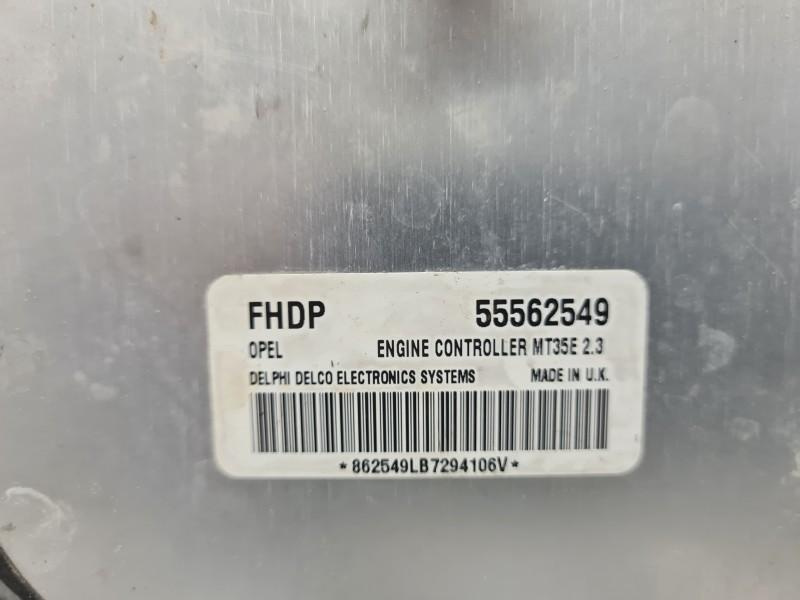 FHDP 55562549
OPEL ENGINE CONTROLLER MT35E 2.3
DELPHI DELCO ELECTRONICS SYSTEMS MADE IN U.K.
*862549LB7294106V*